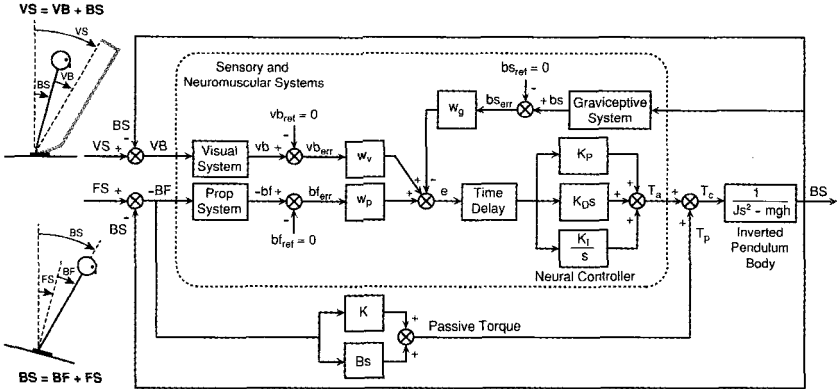 VS = VB + BS
VS
BS
VB
Sensory and
Neuromuscular Systems
bs_ref = 0
-
w_g
bs_err
+ bs
Graviceptive
System
vb_ref = 0
-
BS
-
VS +
VB
Visual
System
vb +
vb_err
w_v
+
-
FS +
-BF
Prop
System
-bf +
bf_err
w_p
+
e
Time
Delay
K_P
K_Ds
K_I
s
+
+
+
T_a
+
T_c
1
Js² – mgh
BS
Inverted
Pendulum
Body
-
BS
-
bf_ref = 0
Neural Controller
+
T_p
BS
FS
BF
K
Bs
+
+
Passive Torque
BS = BF + FS